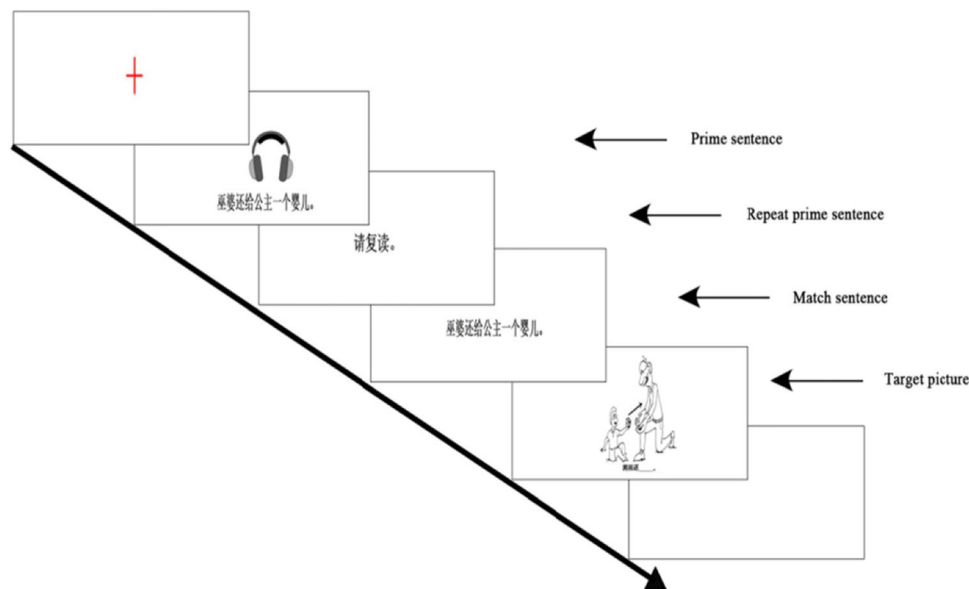 Prime sentence
巫婆还给公主一个婴儿。
Repeat prime sentence
请复读。
Match sentence
巫婆还给公主一个婴儿。
Target picture